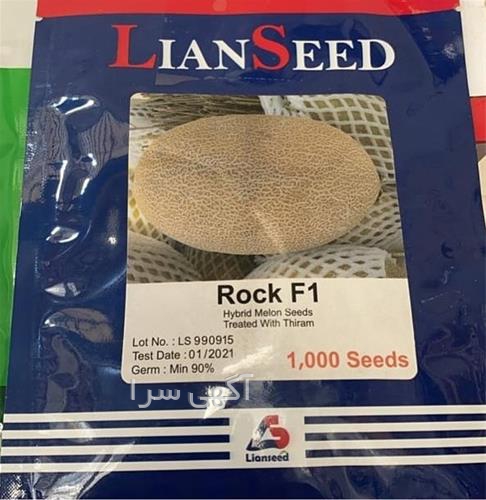 LIANSEED
Rock F1
Hybrid Melon Seeds
Treated With Thiram
Lot No. : LS 990915
Test Date : 01/2021
Germ : Min 90%
1,000 Seeds
آگهی سرا
Lianseed